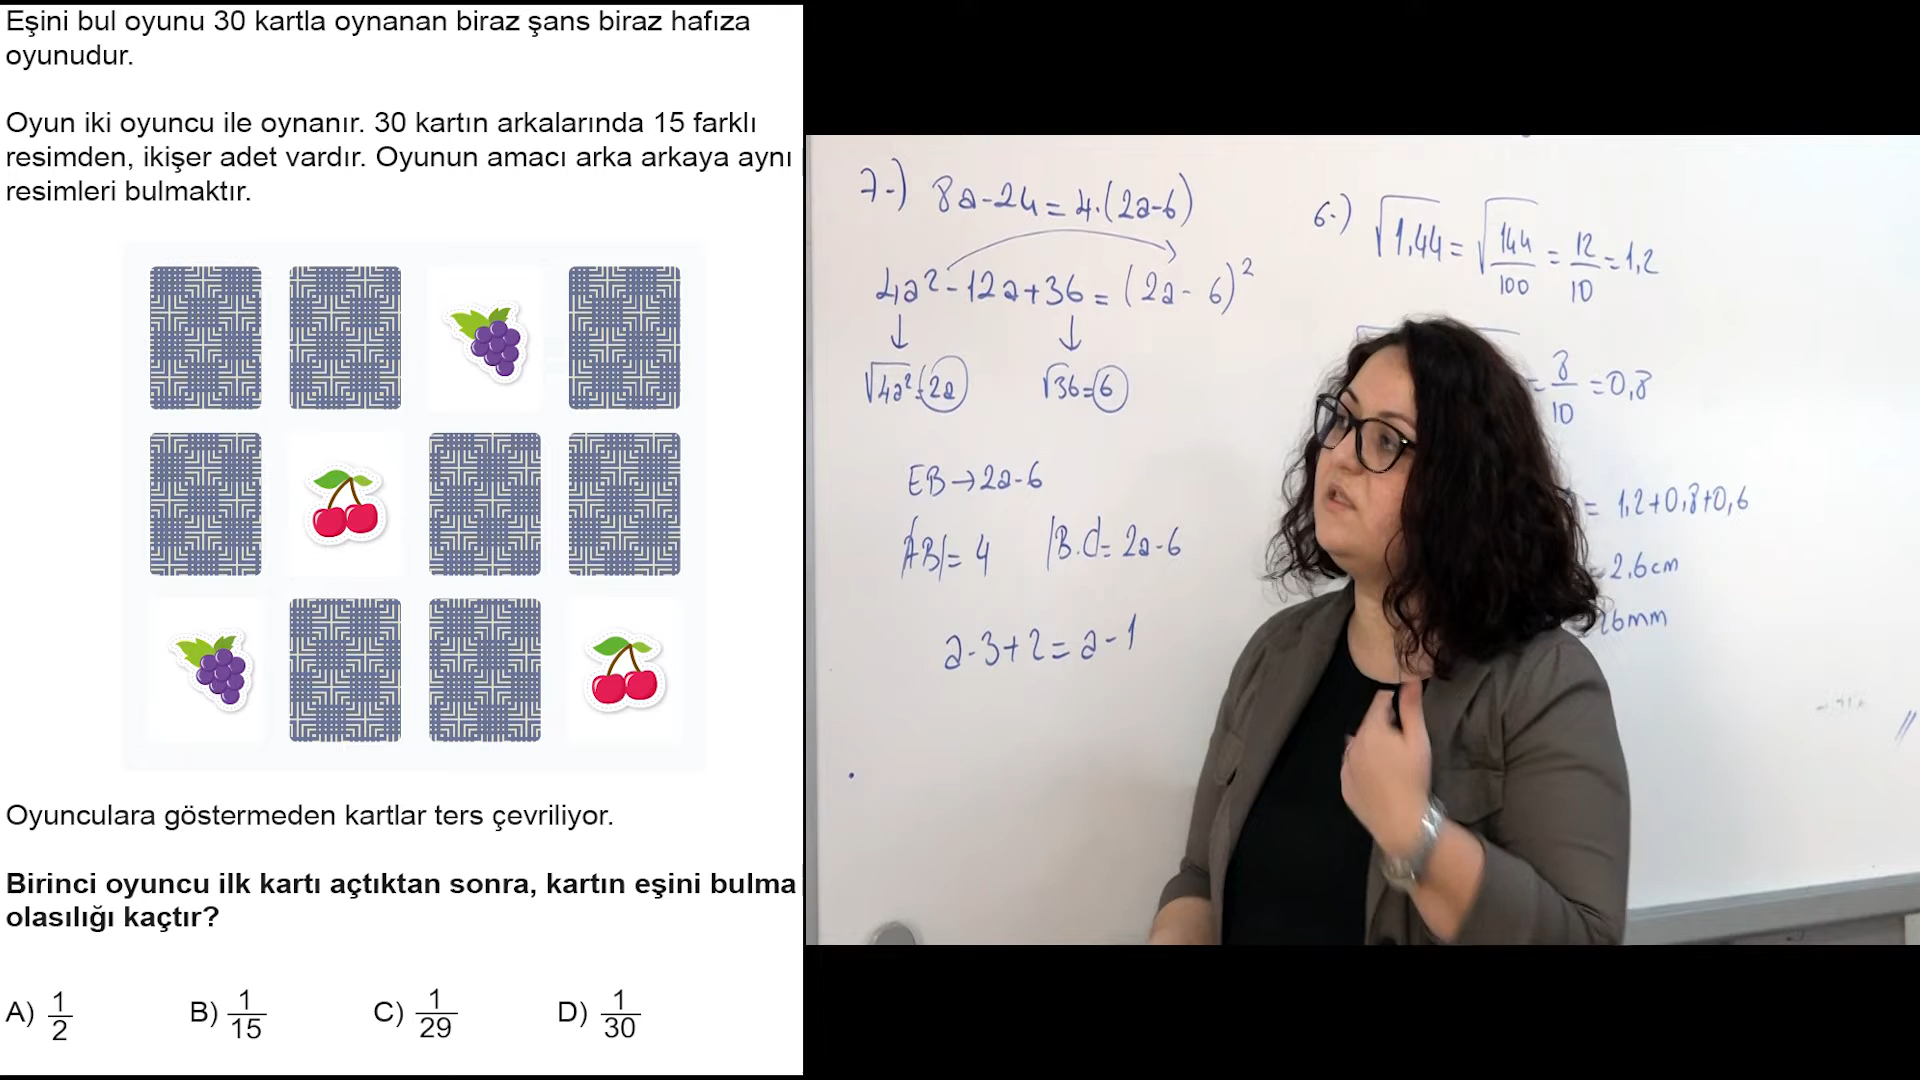 Eşini bul oyunu 30 kartla oynanan biraz şans biraz hafıza
oyunudur.
Oyun iki oyuncu ile oynanır. 30 kartın arkalarında 15 farklı
resimden, ikişer adet vardır. Oyunun amacı arka arkaya aynı
resimleri bulmaktır.
Oyunculara göstermeden kartlar ters çevriliyor.
Birinci oyuncu ilk kartı açtıktan sonra, kartın eşini bulma
olasılığı kaçtır?
A) 1/2 B) 1/15 C) 1/29 D) 1/30
7-) 8a-24=4.(2a-6)
4a²-12a+36=(2a-6)²
√4a²=2a √36=6
EB→2a-6
|AB|=4 |B.C|=2a-6
a-3+2=a-1
6-) √1,44=√144/100=12/10=1,2
=8/10=0,8
= 1,2+0,8+0,6
=2,6cm
26mm